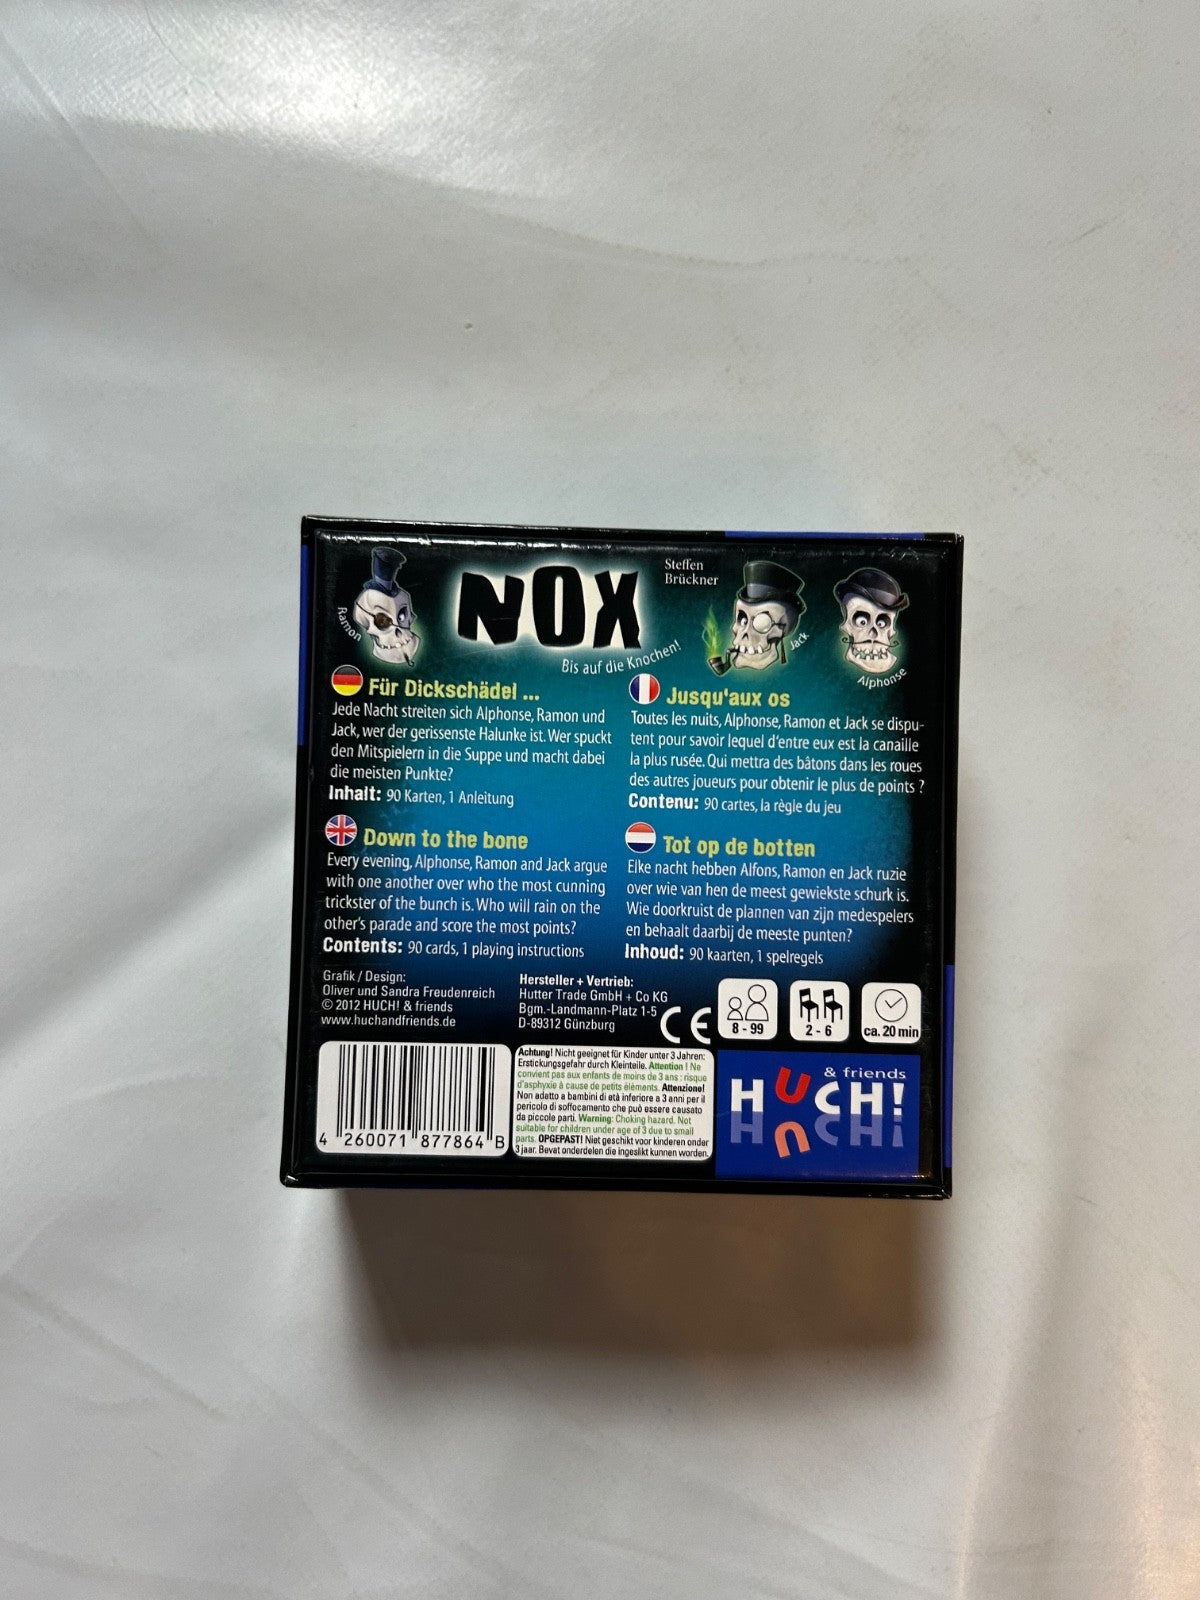 NOX
Steffen
Brückner
Bis auf die Knochen!
Ramon
Jack
Alphonse
Für Dickschädel ...
Jede Nacht streiten sich Alphonse, Ramon und
Jack, wer der gerissenste Halunke ist. Wer spuckt
den Mitspielern in die Suppe und macht dabei
die meisten Punkte?
Inhalt: 90 Karten, 1 Anleitung
Jusqu'aux os
Toutes les nuits, Alphonse, Ramon et Jack se dispu-
tent pour savoir lequel d'entre eux est la canaille
la plus rusée. Qui mettra des bâtons dans les roues
des autres joueurs pour obtenir le plus de points ?
Contenu: 90 cartes, la règle du jeu
Down to the bone
Every evening, Alphonse, Ramon and Jack argue
with one another over who the most cunning
trickster of the bunch is. Who will rain on the
other's parade and score the most points?
Contents: 90 cards, 1 playing instructions
Tot op de botten
Elke nacht hebben Alfons, Ramon en Jack ruzie
over wie van hen de meest gewiekste schurk is.
Wie doorkruist de plannen van zijn medespelers
en behaalt daarbij de meeste punten?
Inhoud: 90 kaarten, 1 spelregels
Grafik / Design:
Oliver und Sandra Freudenreich
© 2012 HUCH! & friends
www.huchandfriends.de
Hersteller + Vertrieb:
Hutter Trade GmbH + Co KG
Bgm.-Landmann-Platz 1-5
D-89312 Günzburg
CE
8 - 99
2 - 6
ca. 20 min
4 260071 877864 B
Achtung! Nicht geeignet für Kinder unter 3 Jahren:
Erstickungsgefahr durch Kleinteile. Attention ! Ne
convient pas aux enfants de moins de 3 ans : risque
d'asphyxie à cause de petits éléments. Attenzione!
Non adatto a bambini di età inferiore a 3 anni per il
pericolo di soffocamento che può essere causato
da piccole parti. Warning: Choking hazard. Not
suitable for children under age of 3 due to small
parts. OPGEPAST! Niet geschikt voor kinderen onder
3 jaar. Bevat onderdelen die ingeslikt kunnen worden.
& friends
HUCH!